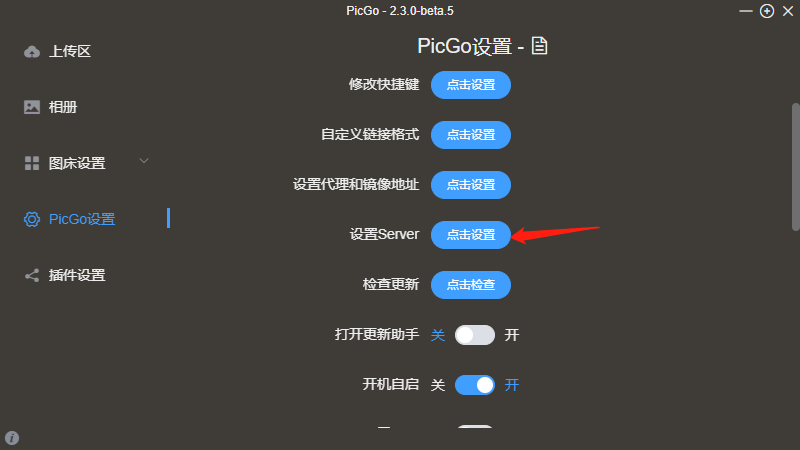 PicGo - 2.3.0-beta.5
上传区
相册
图床设置
PicGo设置
插件设置
PicGo设置 -
修改快捷键 点击设置
自定义链接格式 点击设置
设置代理和镜像地址 点击设置
设置Server 点击设置
检查更新 点击检查
打开更新助手 关 开
开机自启 关 开